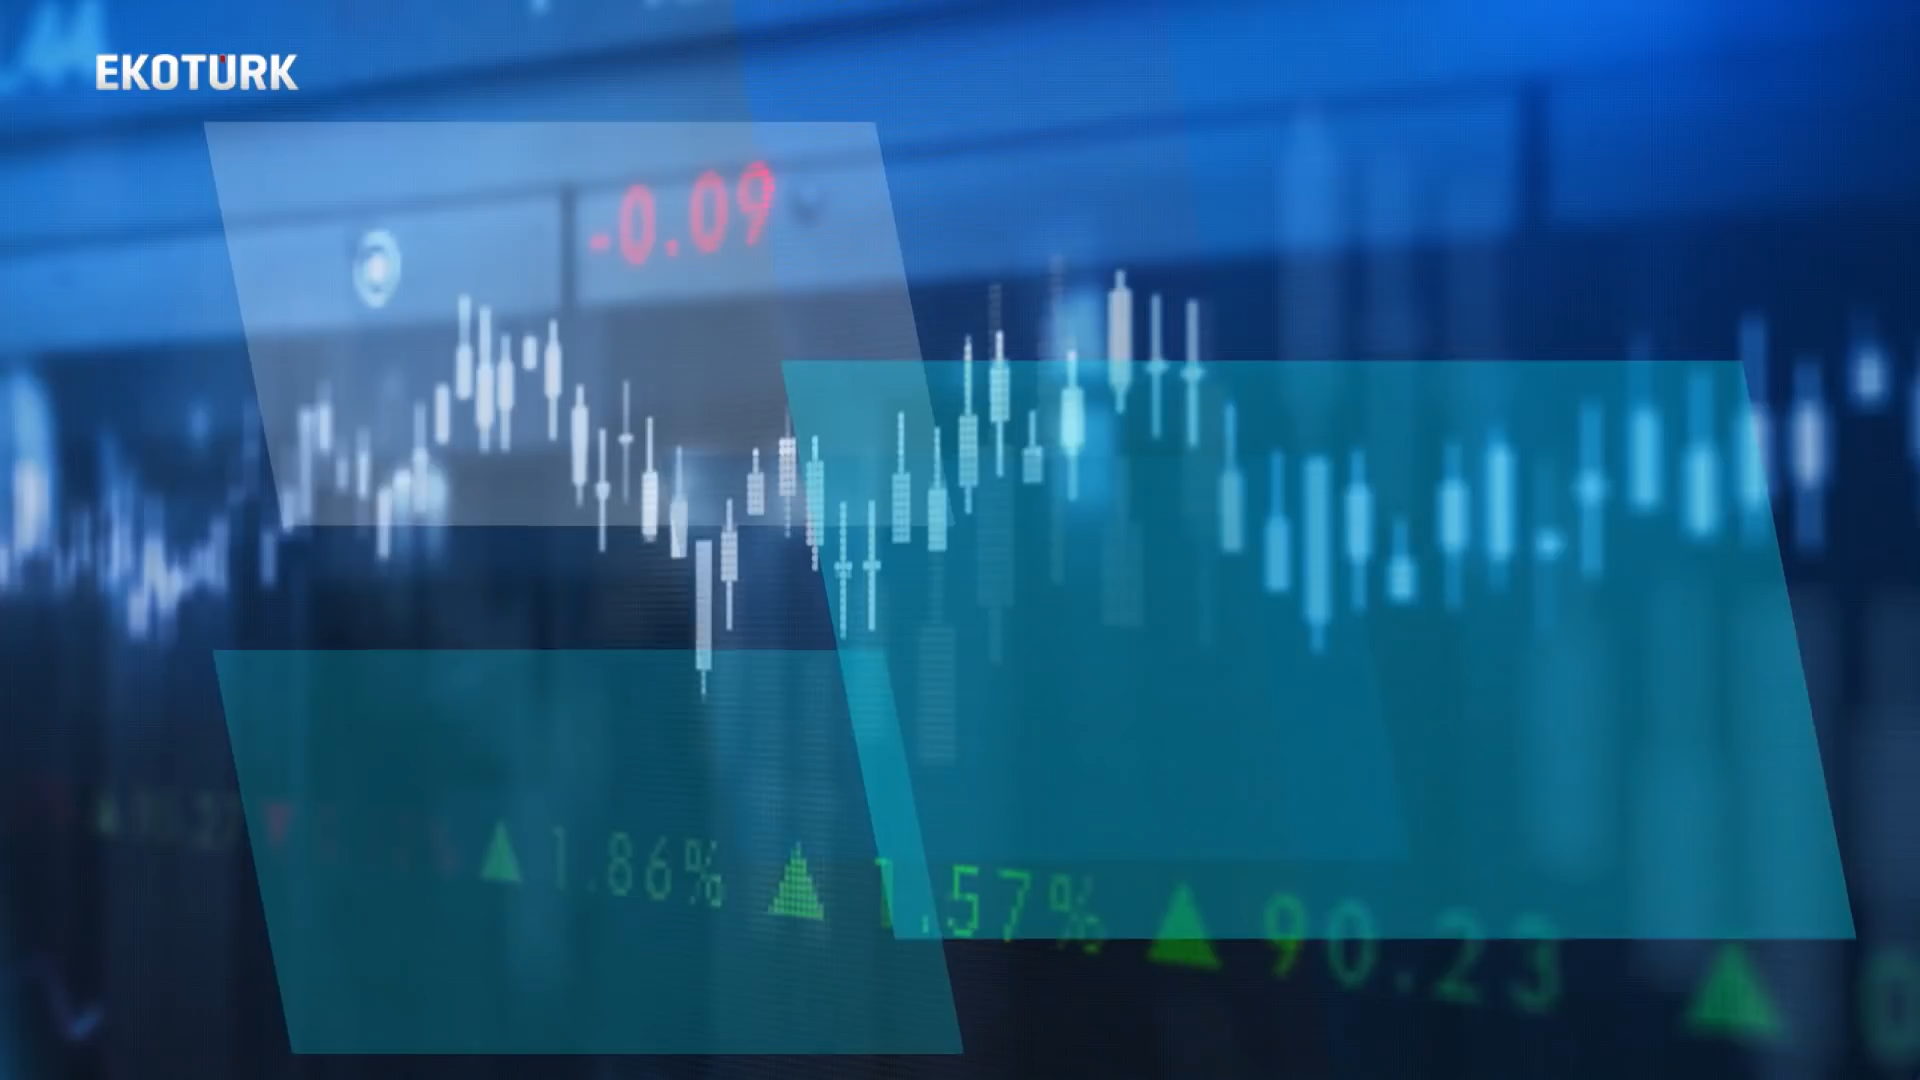 EKOTÜRK
-0.09
▲ 1.86% ▲ 1.57% ▲ 90.23 ▲